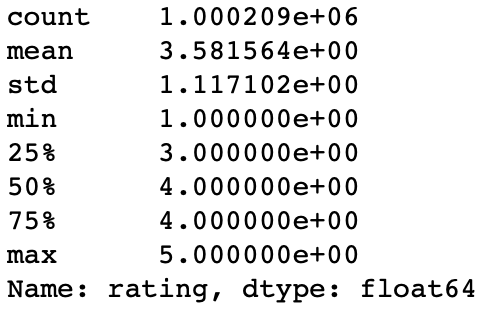 count    1.000209e+06
mean     3.581564e+00
std      1.117102e+00
min      1.000000e+00
25%      3.000000e+00
50%      4.000000e+00
75%      4.000000e+00
max      5.000000e+00
Name: rating, dtype: float64